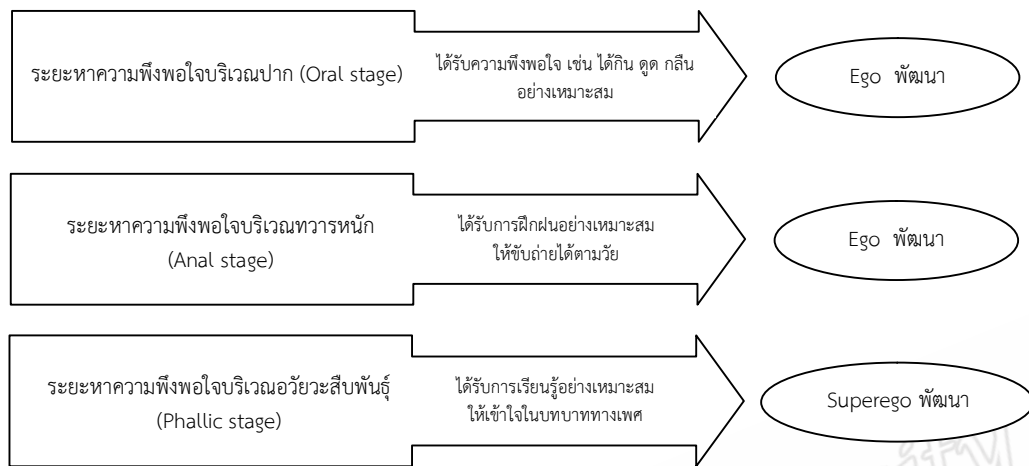 ระยะหาความพึงพอใจบริเวณปาก (Oral stage)
ได้รับความพึงพอใจ เช่น ได้กิน ดูด กลืน
อย่างเหมาะสม
Ego พัฒนา
ระยะหาความพึงพอใจบริเวณทวารหนัก
(Anal stage)
ได้รับการฝึกฝนอย่างเหมาะสม
ให้ขับถ่ายได้ตามวัย
Ego พัฒนา
ระยะหาความพึงพอใจบริเวณอวัยวะสืบพันธุ์
(Phallic stage)
ได้รับการเรียนรู้อย่างเหมาะสม
ให้เข้าใจในบทบาททางเพศ
Superego พัฒนา